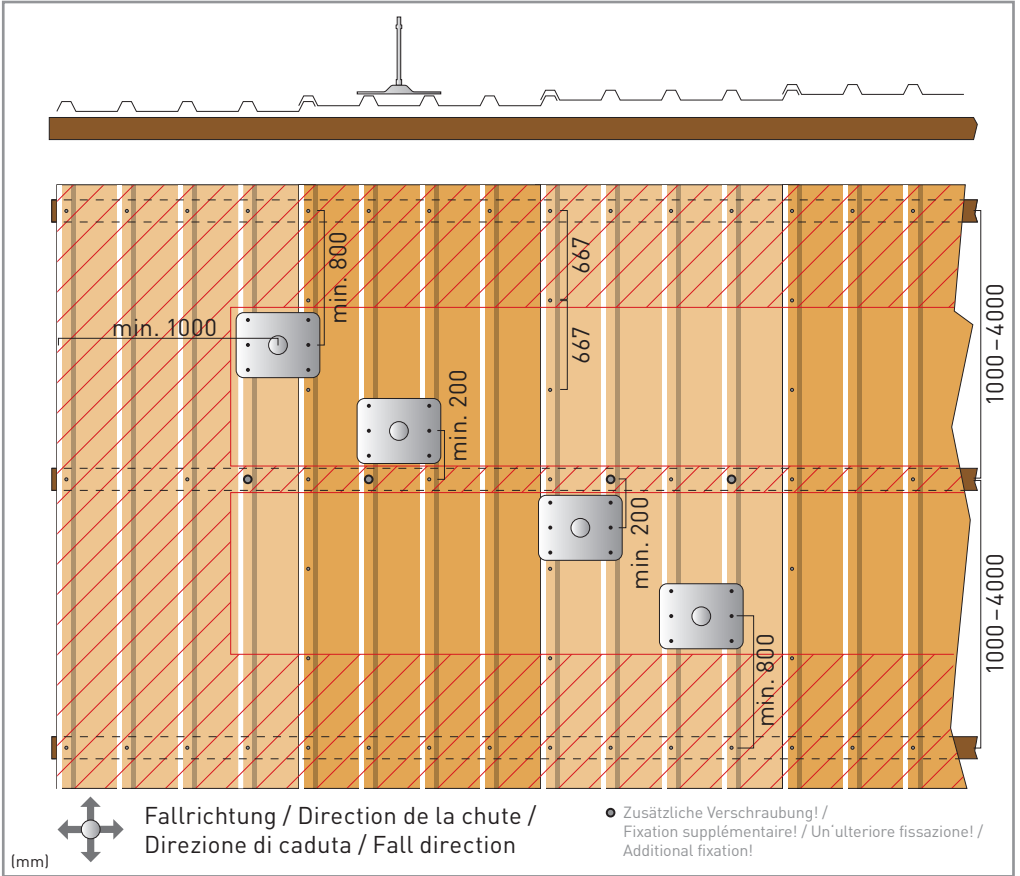 min. 800
667
min. 1000
667
1000–4000
min. 200
min. 200
1000–4000
min. 800
Fallrichtung / Direction de la chute /
Direzione di caduta / Fall direction
Zusätzliche Verschraubung! /
Fixation supplémentaire! / Un'ulteriore fissazione! /
Additional fixation!
(mm)